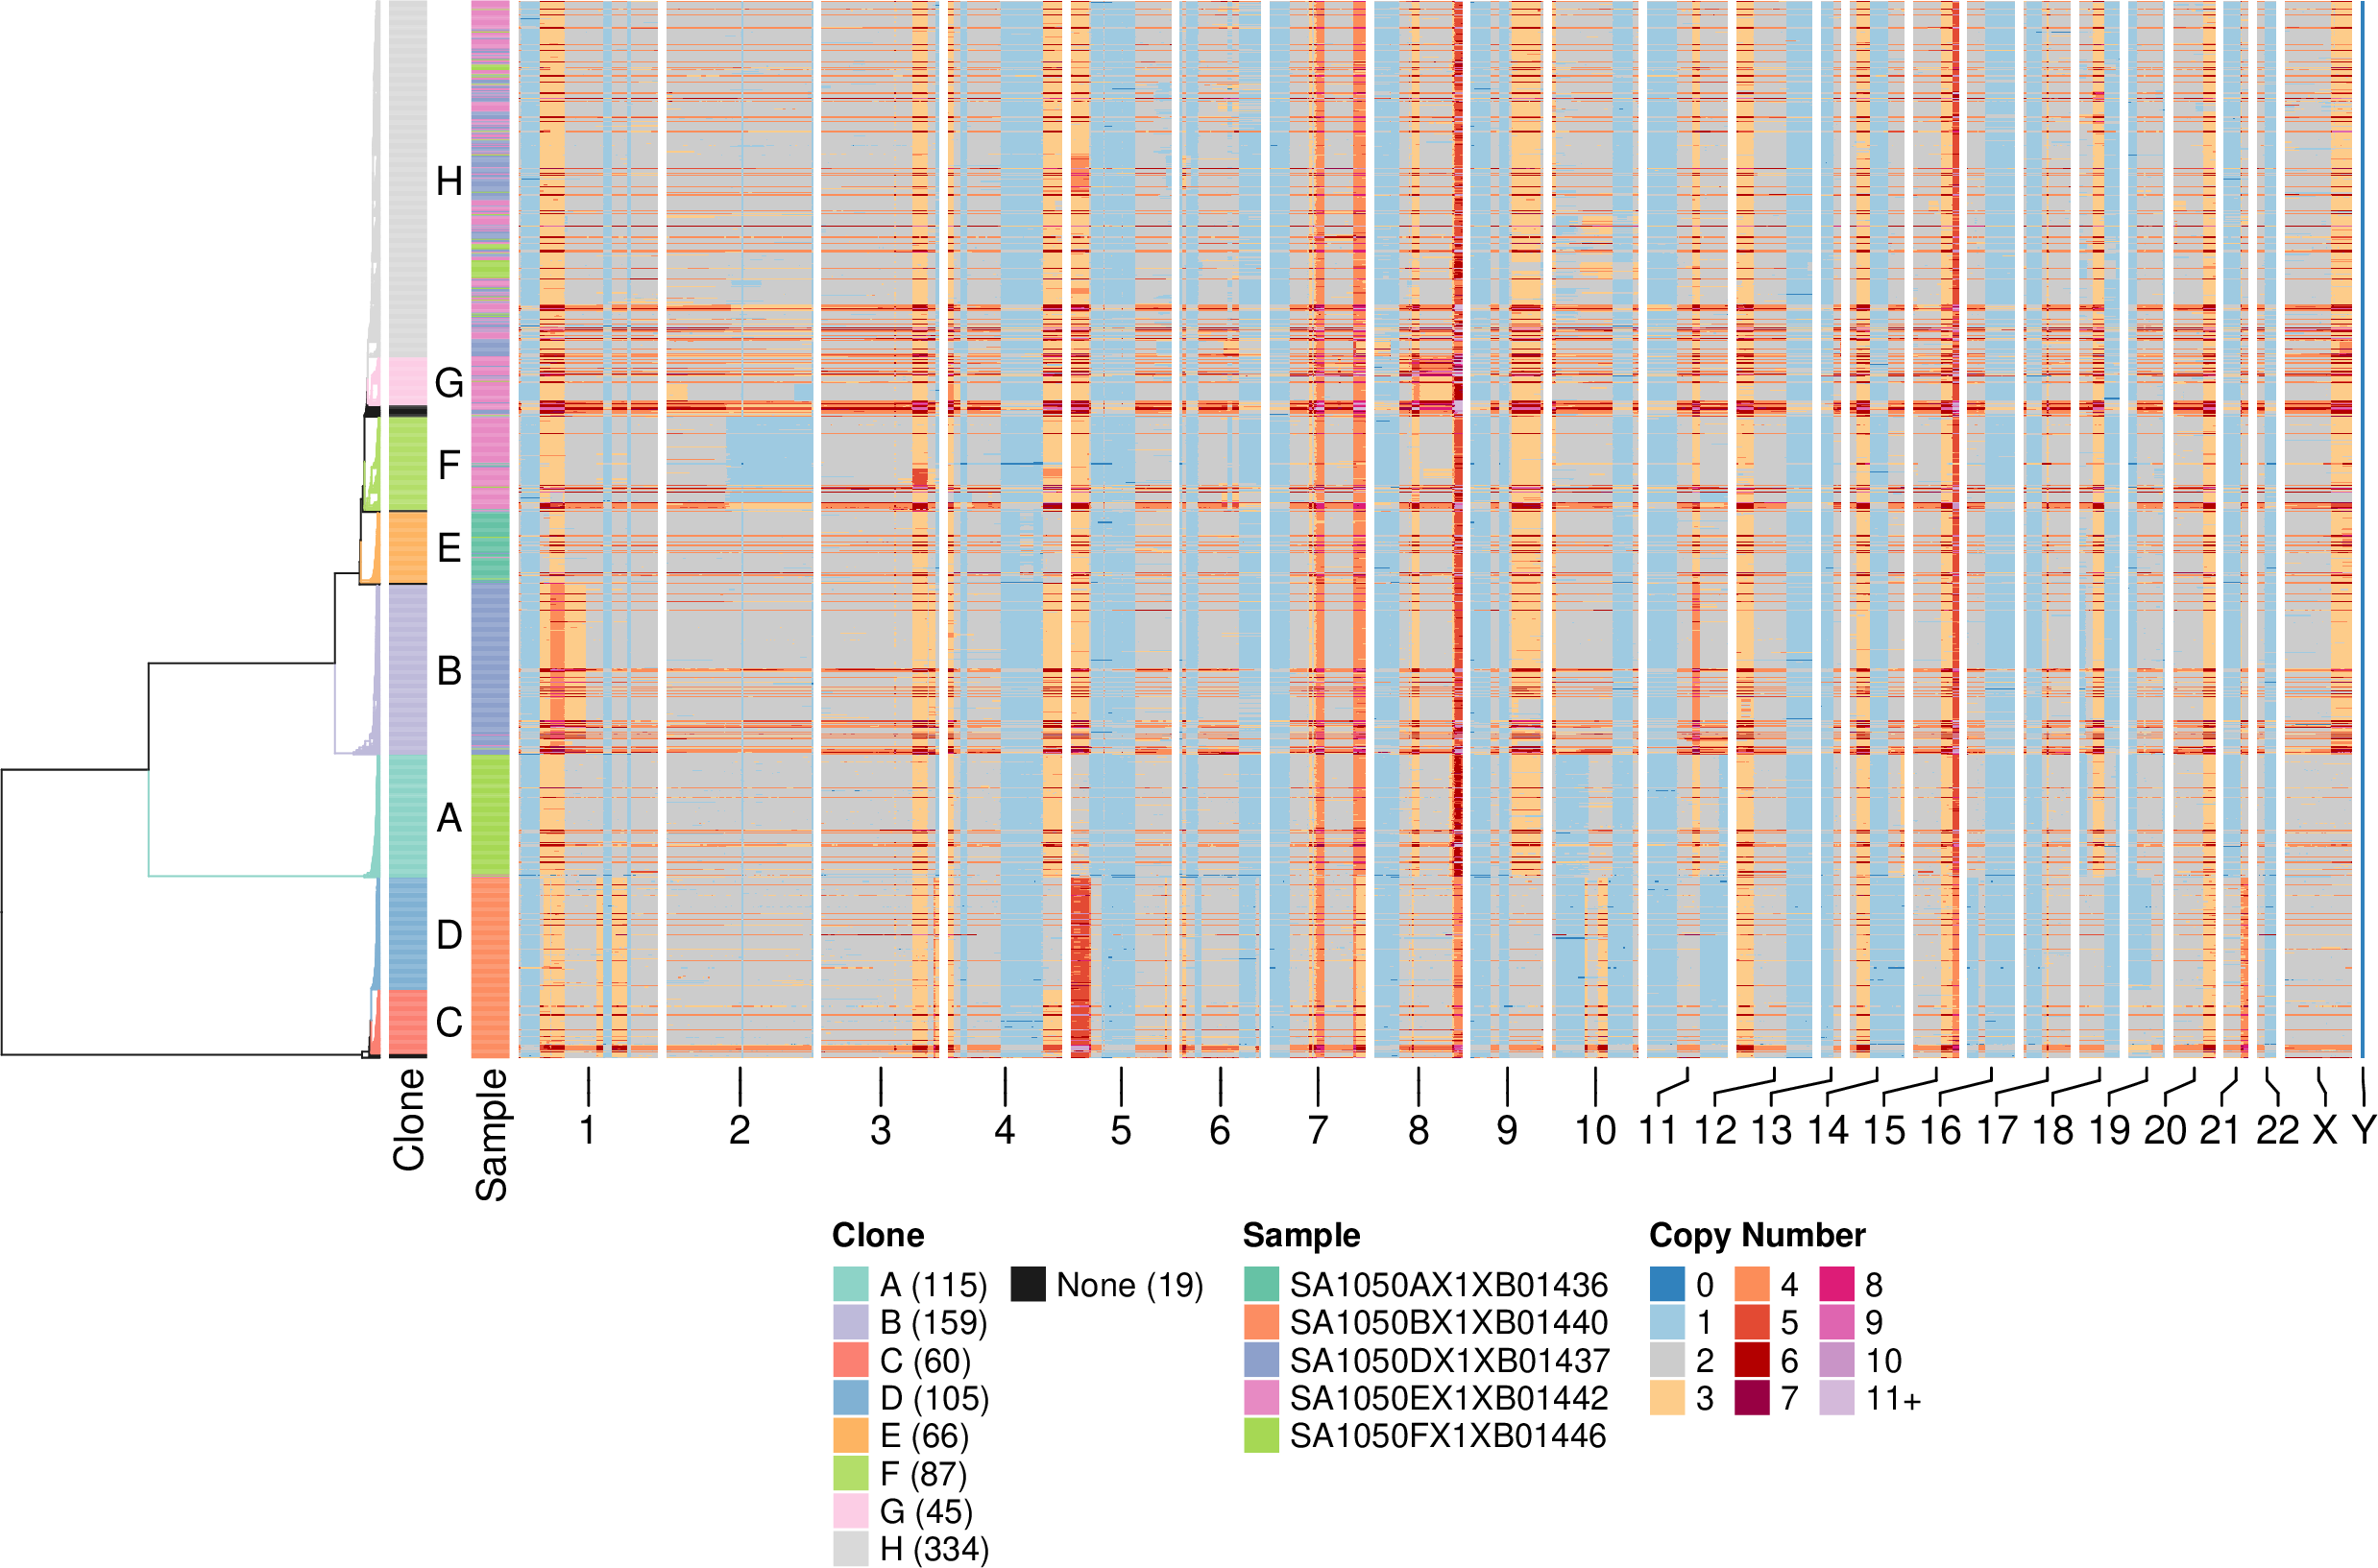 H
G
F
E
B
A
D
C
Clone
Sample
1 2 3 4 5 6 7 8 9 10 11 12 13 14 15 16 17 18 19 20 21 22 X Y
Clone
A (115)
B (159)
C (60)
D (105)
E (66)
F (87)
G (45)
H (334)
None (19)
Sample
SA1050AX1XB01436
SA1050BX1XB01440
SA1050DX1XB01437
SA1050EX1XB01442
SA1050FX1XB01446
Copy Number
0
1
2
3
4
5
6
7
8
9
10
11+